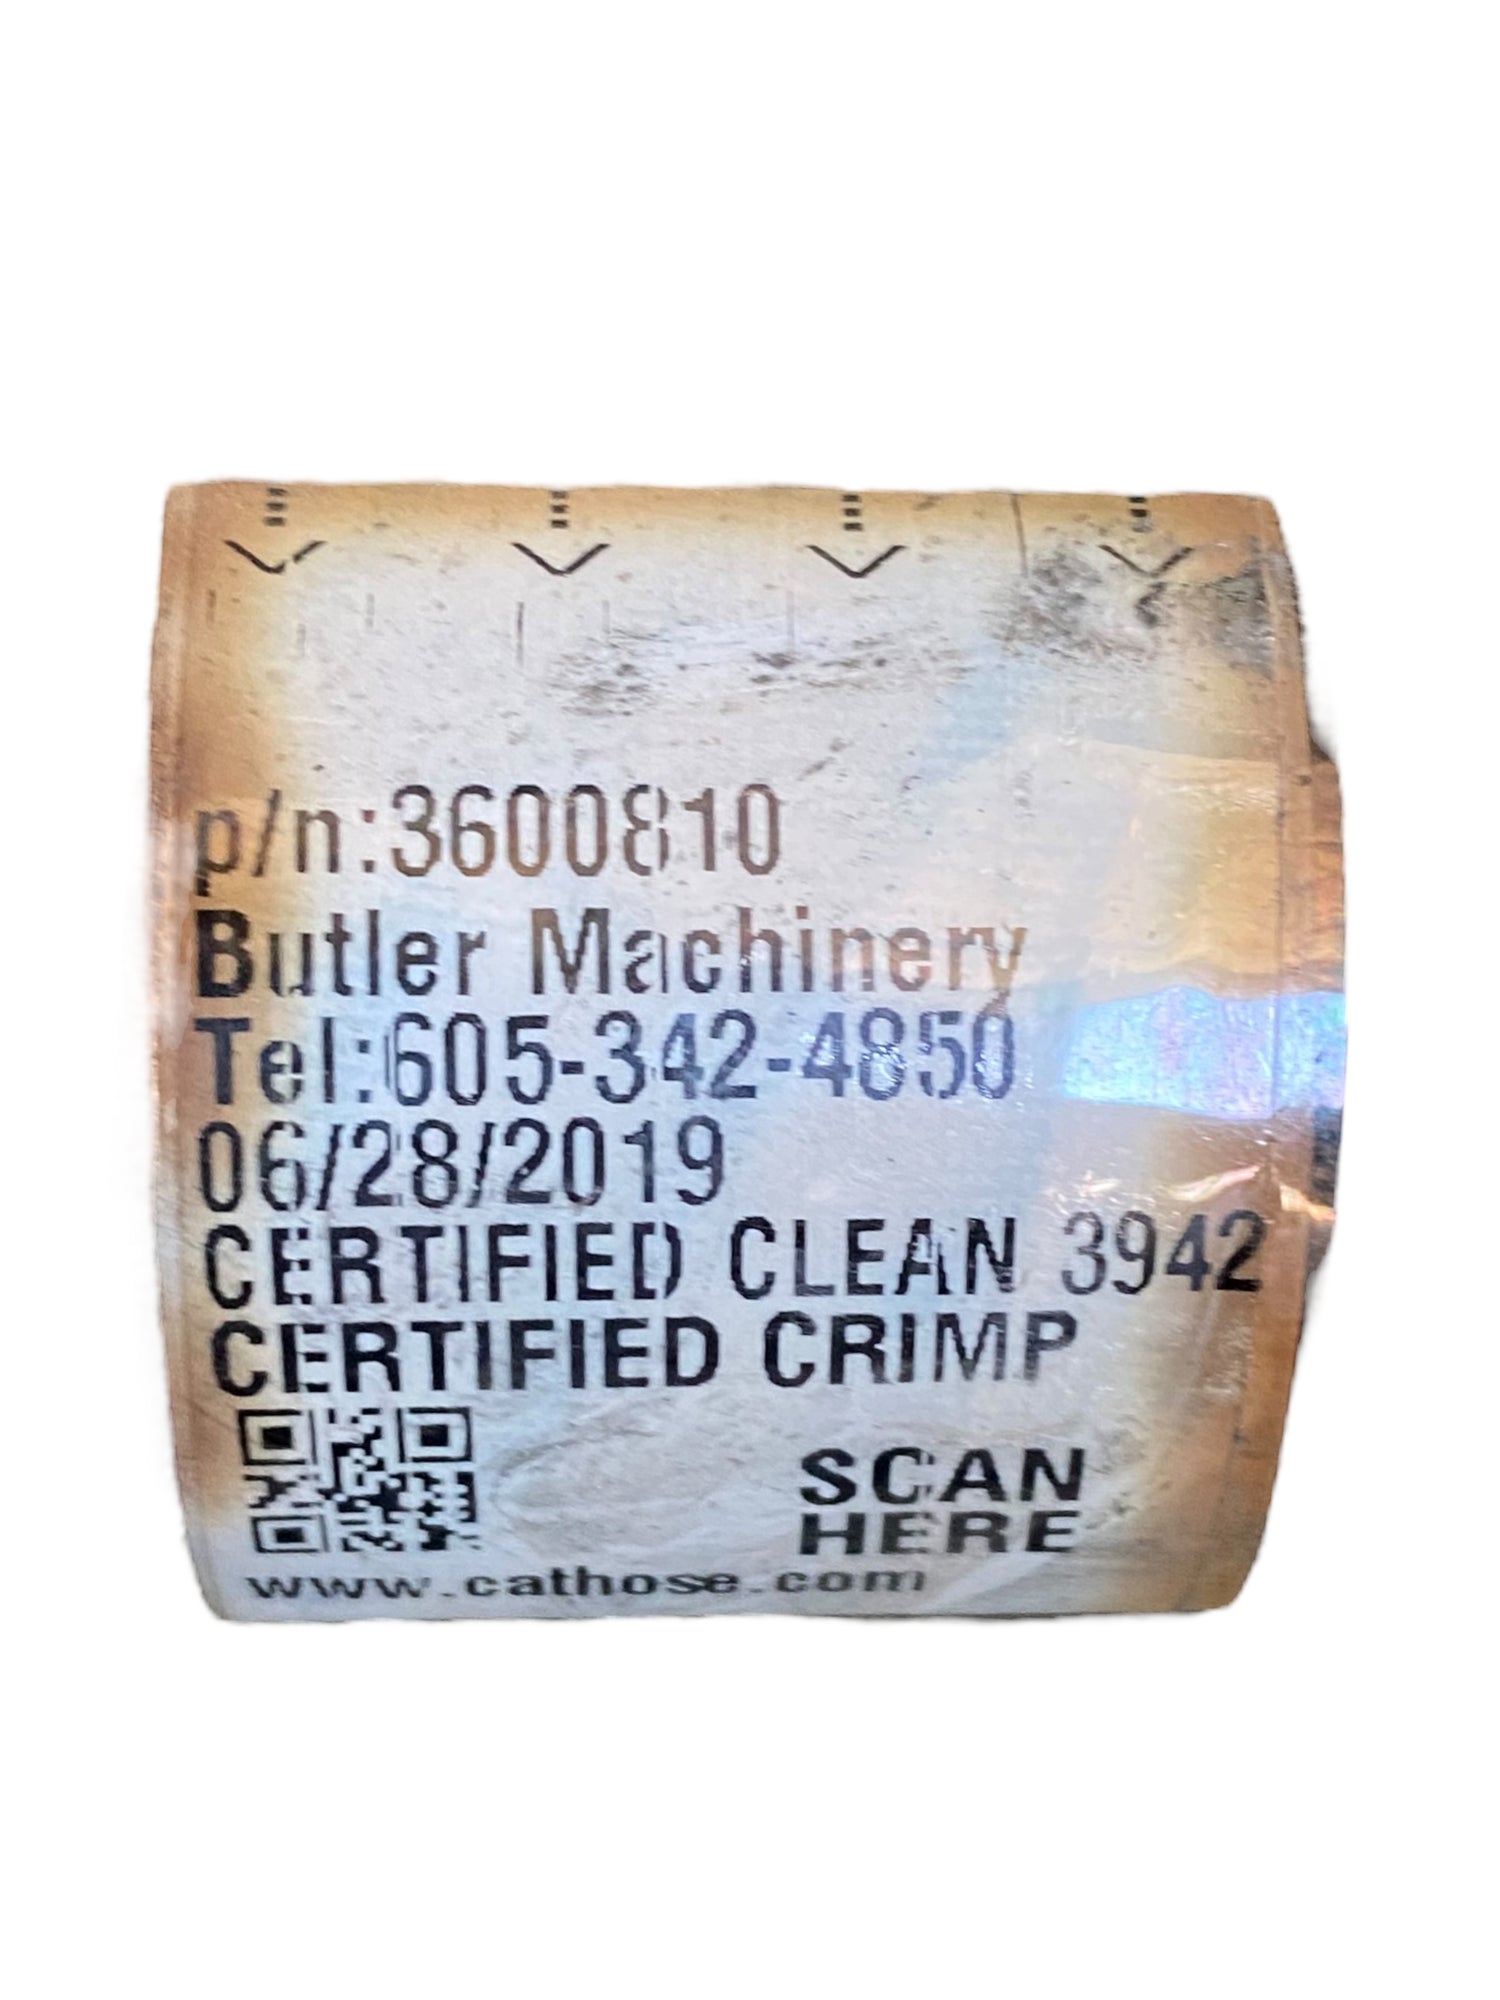 p/n:3600810
Butler Machinery
Tel:605-342-4850
06/28/2019
CERTIFIED CLEAN 3942
CERTIFIED CRIMP
SCAN
HERE
www.cathose.com